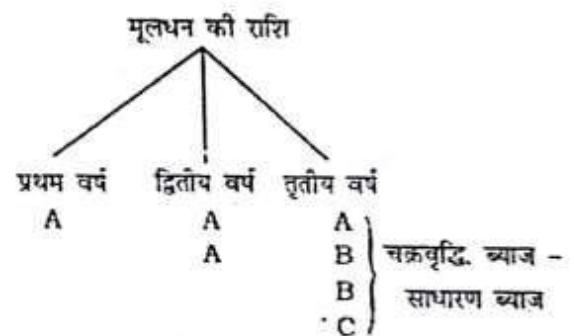 मूलधन की राशि
प्रथम वर्ष द्वितीय वर्ष तृतीय वर्ष
A A A
A B चक्रवृद्धि. ब्याज -
B साधारण ब्याज
C